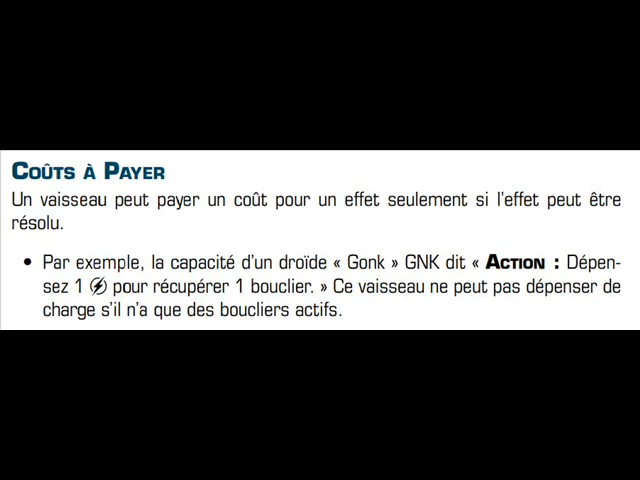 Coûts à Payer
Un vaisseau peut payer un coût pour un effet seulement si l'effet peut être
résolu.
• Par exemple, la capacité d'un droïde « Gonk » GNK dit « Action : Dépen-
sez 1 pour récupérer 1 bouclier. » Ce vaisseau ne peut pas dépenser de
charge s'il n'a que des boucliers actifs.